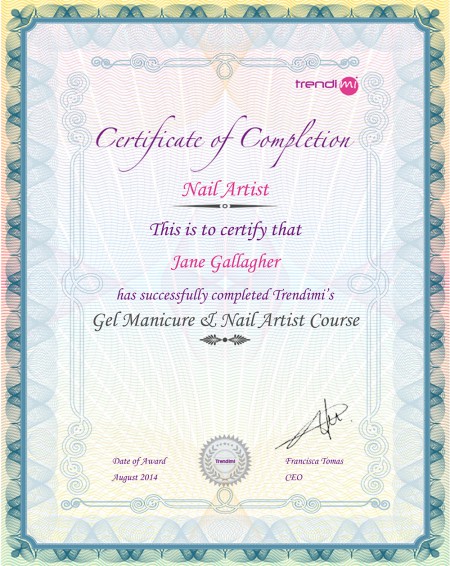 trendimi
Certificate of Completion
Nail Artist
This is to certify that
Jane Gallagher
has successfully completed Trendimi's
Gel Manicure & Nail Artist Course
Trendimi
Date of Award
August 2014
Francisca Tomas
CEO